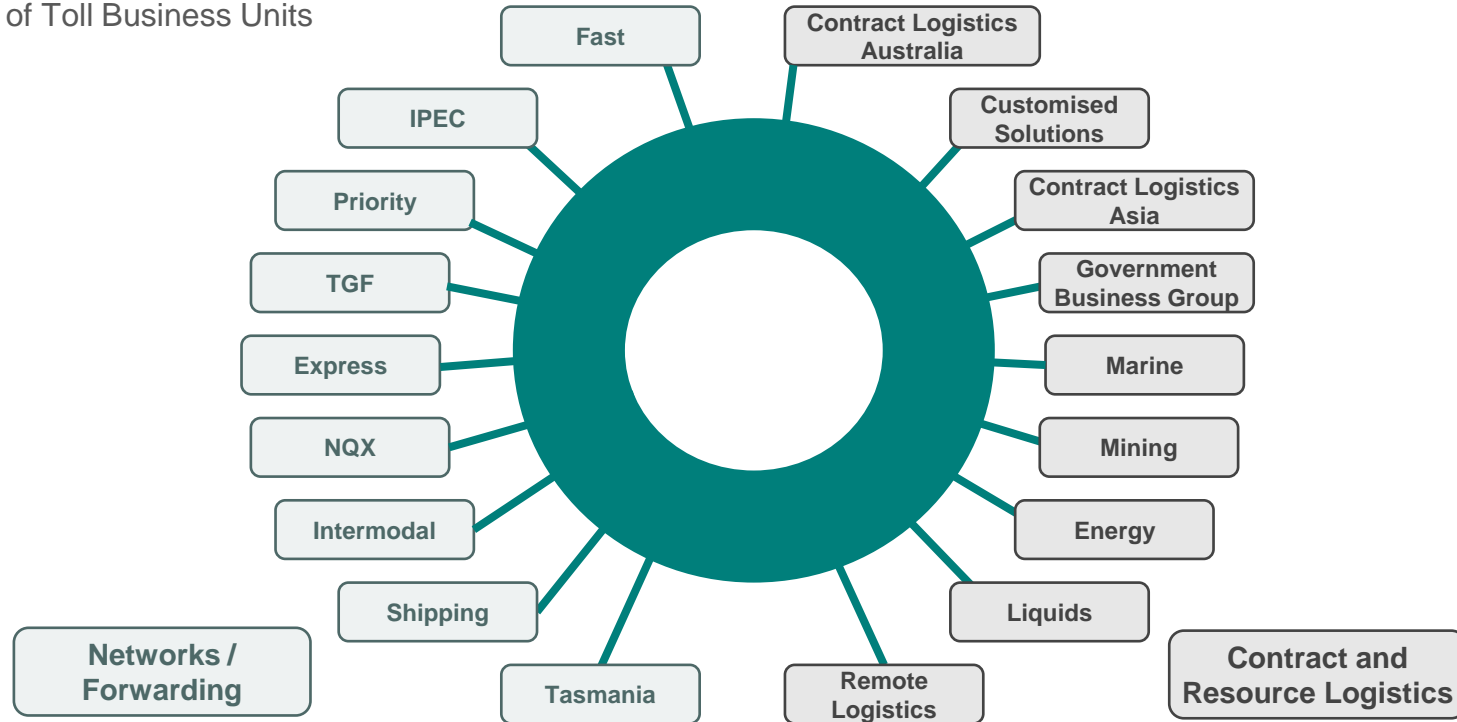 of Toll Business Units
Fast
IPEC
Priority
TGF
Express
NQX
Intermodal
Shipping
Tasmania
Networks /
Forwarding
Contract Logistics
Australia
Customised
Solutions
Contract Logistics
Asia
Government
Business Group
Marine
Mining
Energy
Liquids
Remote
Logistics
Contract and
Resource Logistics